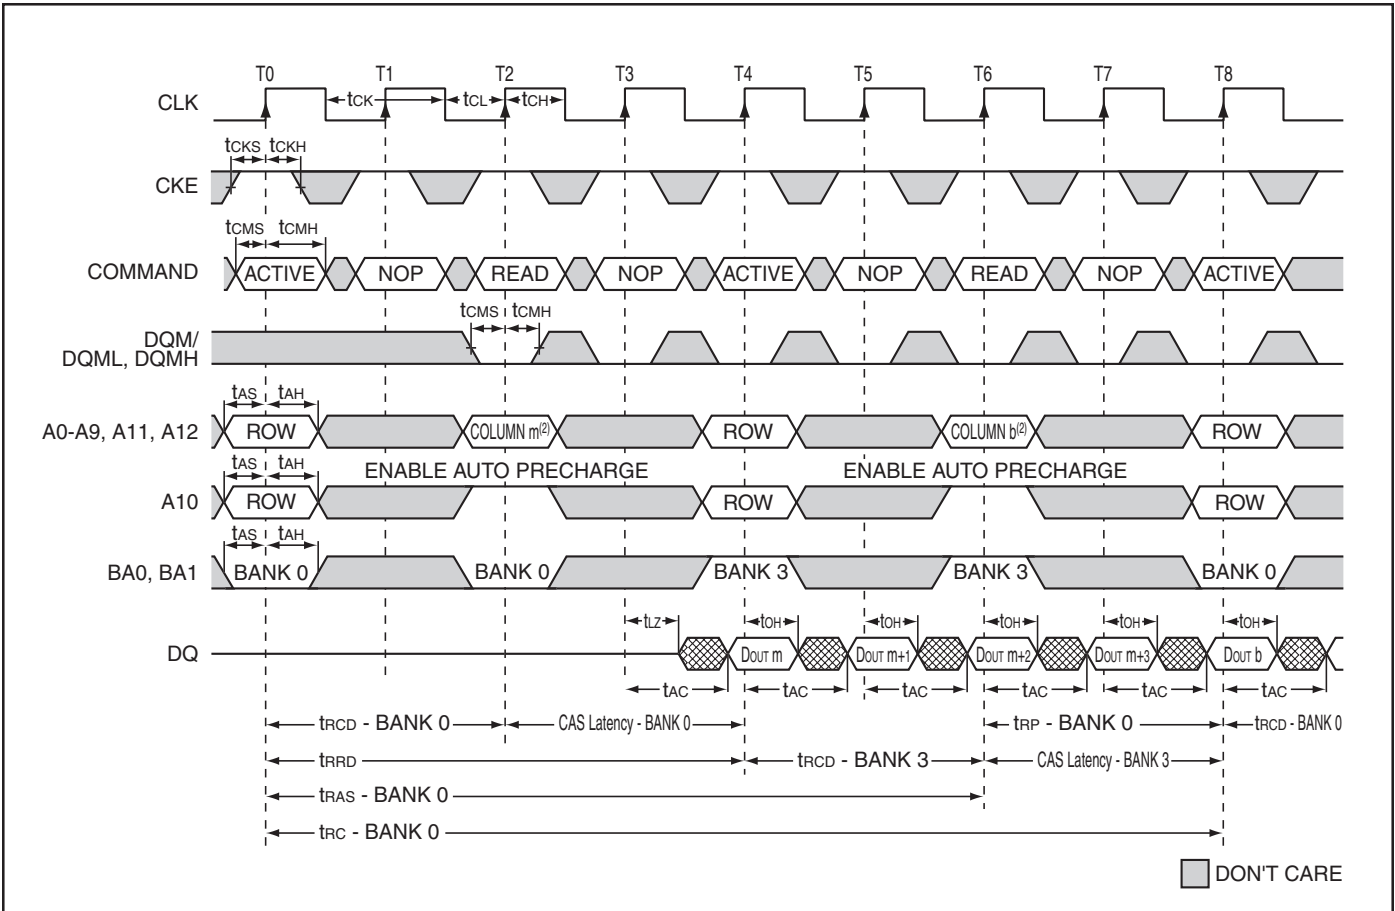 T0 T1 T2 T3 T4 T5 T6 T7 T8
CLK tCK tCL tCH
tCKS tCKH
CKE
tCMS tCMH
COMMAND ACTIVE NOP READ NOP ACTIVE NOP READ NOP ACTIVE
tCMS tCMH
DQM/
DQML, DQMH
tAS tAH
A0-A9, A11, A12 ROW COLUMN m(2) ROW COLUMN b(2) ROW
tAS tAH ENABLE AUTO PRECHARGE ENABLE AUTO PRECHARGE
A10 ROW ROW ROW
tAS tAH
BA0, BA1 BANK 0 BANK 0 BANK 3 BANK 3 BANK 0
tLZ tOH tOH tOH tOH tOH
DQ DOUT m DOUT m+1 DOUT m+2 DOUT m+3 DOUT b
tAC tAC tAC tAC tAC tAC
tRCD - BANK 0 CAS Latency - BANK 0 tRP - BANK 0 tRCD - BANK 0
tRRD tRCD - BANK 3 CAS Latency - BANK 3
tRAS - BANK 0
tRC - BANK 0
DON'T CARE